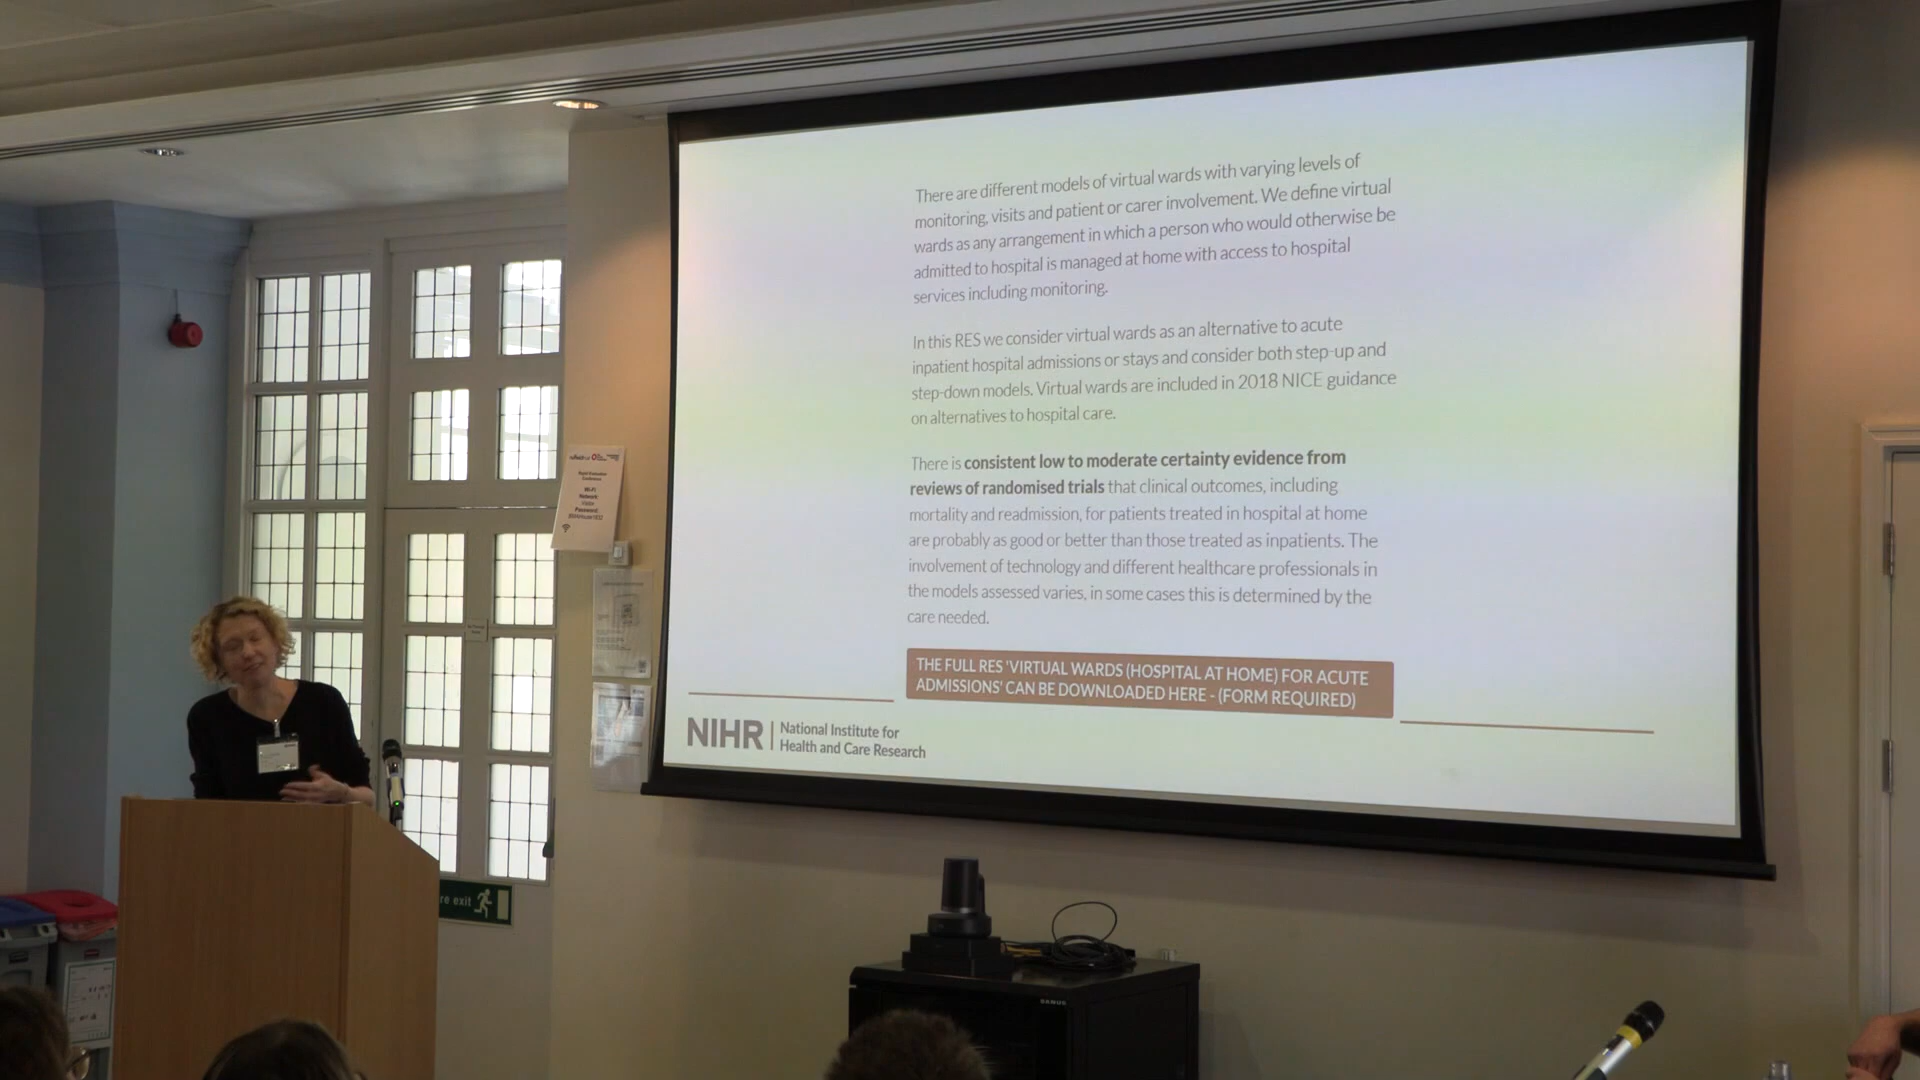 There are different models of virtual wards with varying levels of
monitoring, visits and patient or carer involvement. We define virtual
wards as any arrangement in which a person who would otherwise be
admitted to hospital is managed at home with access to hospital
services including monitoring.
In this RES we consider virtual wards as an alternative to acute
inpatient hospital admissions or stays and consider both step-up and
step-down models. Virtual wards are included in 2018 NICE guidance
on alternatives to hospital care.
There is consistent low to moderate certainty evidence from
reviews of randomised trials that clinical outcomes, including
mortality and readmission, for patients treated in hospital at home
are probably as good or better than those treated as inpatients. The
involvement of technology and different healthcare professionals in
the models assessed varies, in some cases this is determined by the
care needed.
THE FULL RES 'VIRTUAL WARDS (HOSPITAL AT HOME) FOR ACUTE
ADMISSIONS' CAN BE DOWNLOADED HERE - (FORM REQUIRED)
NIHR | National Institute for
Health and Care Research
Rapid Evaluation
Conference
Wi-Fi
Network:
Password:
re exit